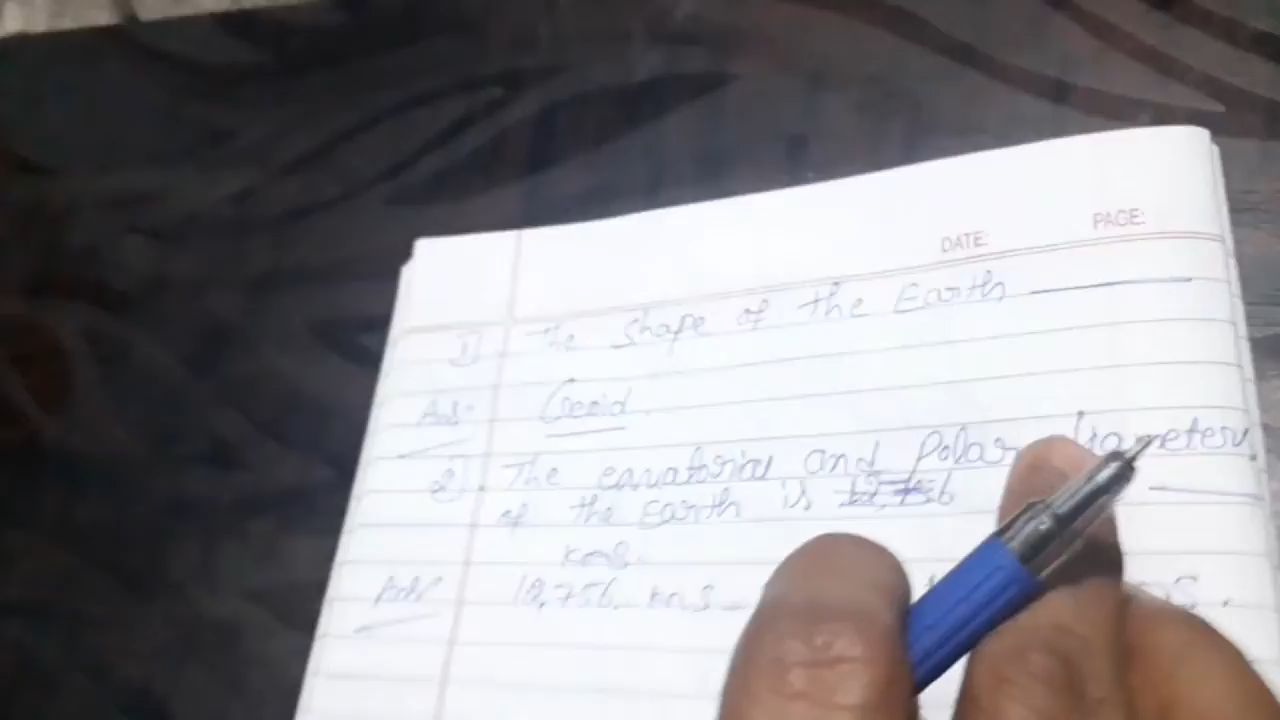 DATE: PAGE:
1) The Shape of the Earth
Ans: Geoid.
2) The equatorial and Polar diameters
of the Earth is 12,756
kms.
Ans 12,756 kms